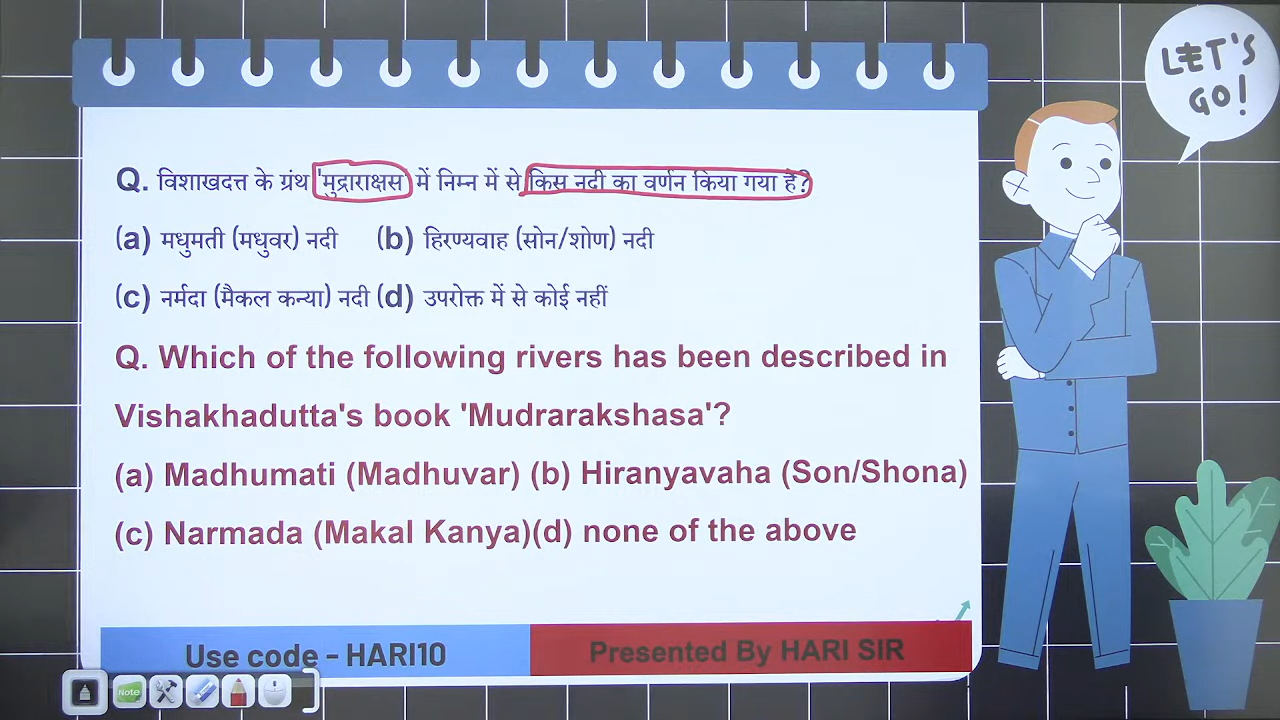 LET'S
GO!
Q. विशाखदत्त के ग्रंथ 'मुद्राराक्षस' में निम्न में से किस नदी का वर्णन किया गया है?
(a) मधुमती (मधुवर) नदी (b) हिरण्यवाह (सोन/शोण) नदी
(c) नर्मदा (मैकल कन्या) नदी (d) उपरोक्त में से कोई नहीं
Q. Which of the following rivers has been described in
Vishakhadutta's book 'Mudrarakshasa'?
(a) Madhumati (Madhuvar) (b) Hiranyavaha (Son/Shona)
(c) Narmada (Makal Kanya)(d) none of the above
Use code - HARI10
Presented By HARI SIR
Note